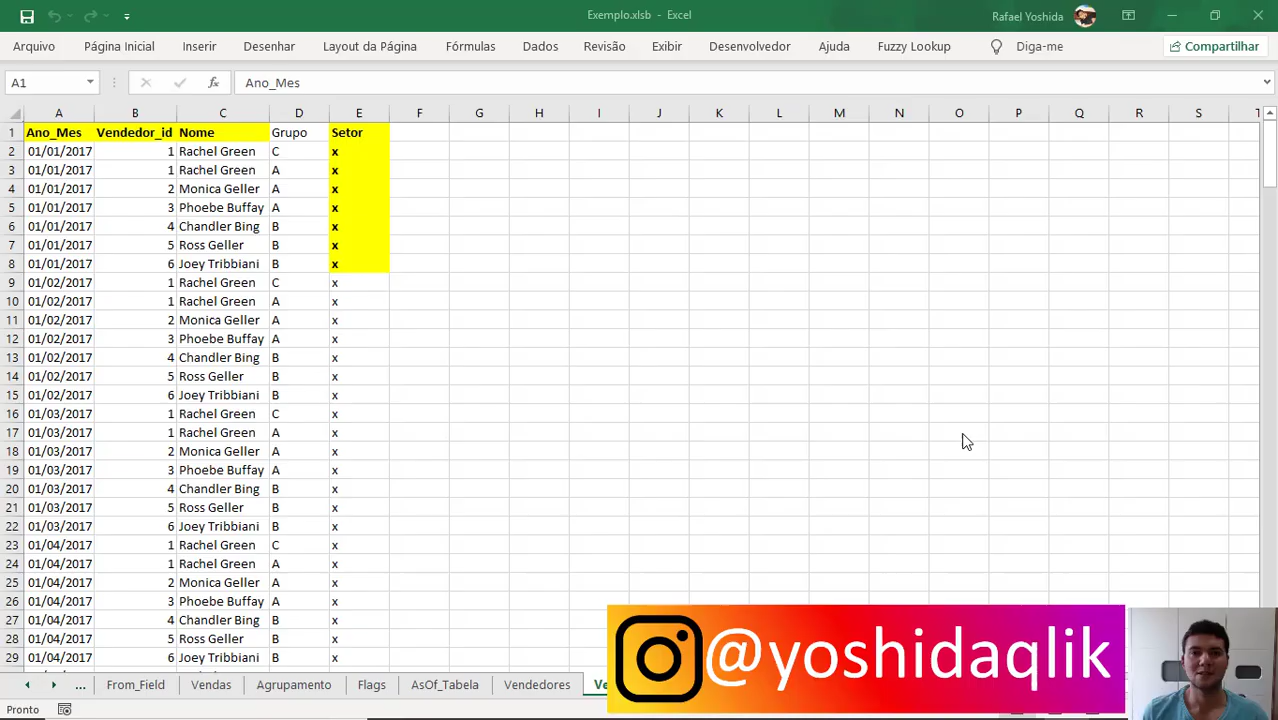 Exemplo.xlsb - Excel
Rafael Yoshida
Arquivo Página Inicial Inserir Desenhar Layout da Página Fórmulas Dados Revisão Exibir Desenvolvedor Ajuda Fuzzy Lookup Diga-me Compartilhar
A1 fx Ano_Mes
A B C D E F G H I J K L M N O P Q R S T
1 Ano_Mes Vendedor_id Nome Grupo Setor
2 01/01/2017 1 Rachel Green C x
3 01/01/2017 1 Rachel Green A x
4 01/01/2017 2 Monica Geller A x
5 01/01/2017 3 Phoebe Buffay A x
6 01/01/2017 4 Chandler Bing B x
7 01/01/2017 5 Ross Geller B x
8 01/01/2017 6 Joey Tribbiani B x
9 01/02/2017 1 Rachel Green C x
10 01/02/2017 1 Rachel Green A x
11 01/02/2017 2 Monica Geller A x
12 01/02/2017 3 Phoebe Buffay A x
13 01/02/2017 4 Chandler Bing B x
14 01/02/2017 5 Ross Geller B x
15 01/02/2017 6 Joey Tribbiani B x
16 01/03/2017 1 Rachel Green C x
17 01/03/2017 1 Rachel Green A x
18 01/03/2017 2 Monica Geller A x
19 01/03/2017 3 Phoebe Buffay A x
20 01/03/2017 4 Chandler Bing B x
21 01/03/2017 5 Ross Geller B x
22 01/03/2017 6 Joey Tribbiani B x
23 01/04/2017 1 Rachel Green C x
24 01/04/2017 1 Rachel Green A x
25 01/04/2017 2 Monica Geller A x
26 01/04/2017 3 Phoebe Buffay A x
27 01/04/2017 4 Chandler Bing B x
28 01/04/2017 5 Ross Geller B x
29 01/04/2017 6 Joey Tribbiani B x
@yoshidaqlik
... From_Field Vendas Agrupamento Flags AsOf_Tabela Vendedores
Pronto